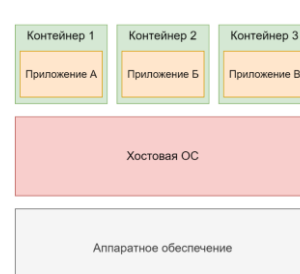 Контейнер 1 Контейнер 2 Контейнер 3
Приложение А Приложение Б Приложение В
Хостовая ОС
Аппаратное обеспечение